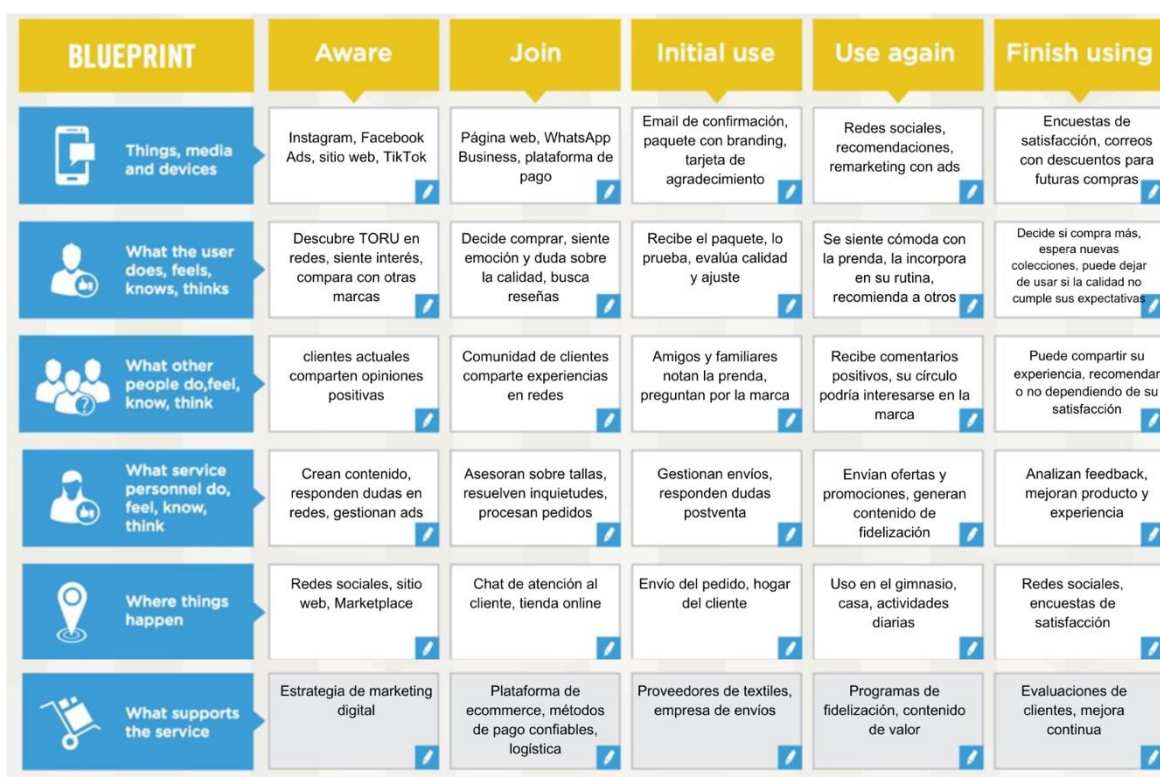 BLUEPRINT
Aware
Join
Initial use
Use again
Finish using
Things, media
and devices
Instagram, Facebook
Ads, sitio web, TikTok
Página web, WhatsApp
Business, plataforma de
pago
Email de confirmación,
paquete con branding,
tarjeta de
agradecimiento
Redes sociales,
recomendaciones,
remarketing con ads
Encuestas de
satisfacción, correos
con descuentos para
futuras compras
What the user
does, feels,
knows, thinks
Descubre TORU en
redes, siente interés,
compara con otras
marcas
Decide comprar, siente
emoción y duda sobre
la calidad, busca
reseñas
Recibe el paquete, lo
prueba, evalúa calidad
y ajuste
Se siente cómoda con
la prenda, la incorpora
en su rutina,
recomienda a otros
Decide si compra más,
espera nuevas
colecciones, puede dejar
de usar si la calidad no
cumple sus expectativas
What other
people do,feel,
know, think
clientes actuales
comparten opiniones
positivas
Comunidad de clientes
comparte experiencias
en redes
Amigos y familiares
notan la prenda,
preguntan por la marca
Recibe comentarios
positivos, su círculo
podría interesarse en la
marca
Puede compartir su
experiencia, recomendar
o no dependiendo de su
satisfacción
What service
personnel do,
feel, know,
think
Crean contenido,
responden dudas en
redes, gestionan ads
Asesoran sobre tallas,
resuelven inquietudes,
procesan pedidos
Gestionan envíos,
responden dudas
postventa
Envían ofertas y
promociones, generan
contenido de
fidelización
Analizan feedback,
mejoran producto y
experiencia
Where things
happen
Redes sociales, sitio
web, Marketplace
Chat de atención al
cliente, tienda online
Envío del pedido, hogar
del cliente
Uso en el gimnasio,
casa, actividades
diarias
Redes sociales,
encuestas de
satisfacción
What supports
the service
Estrategia de marketing
digital
Plataforma de
ecommerce, métodos
de pago confiables,
logística
Proveedores de textiles,
empresa de envíos
Programas de
fidelización, contenido
de valor
Evaluaciones de
clientes, mejora
continua